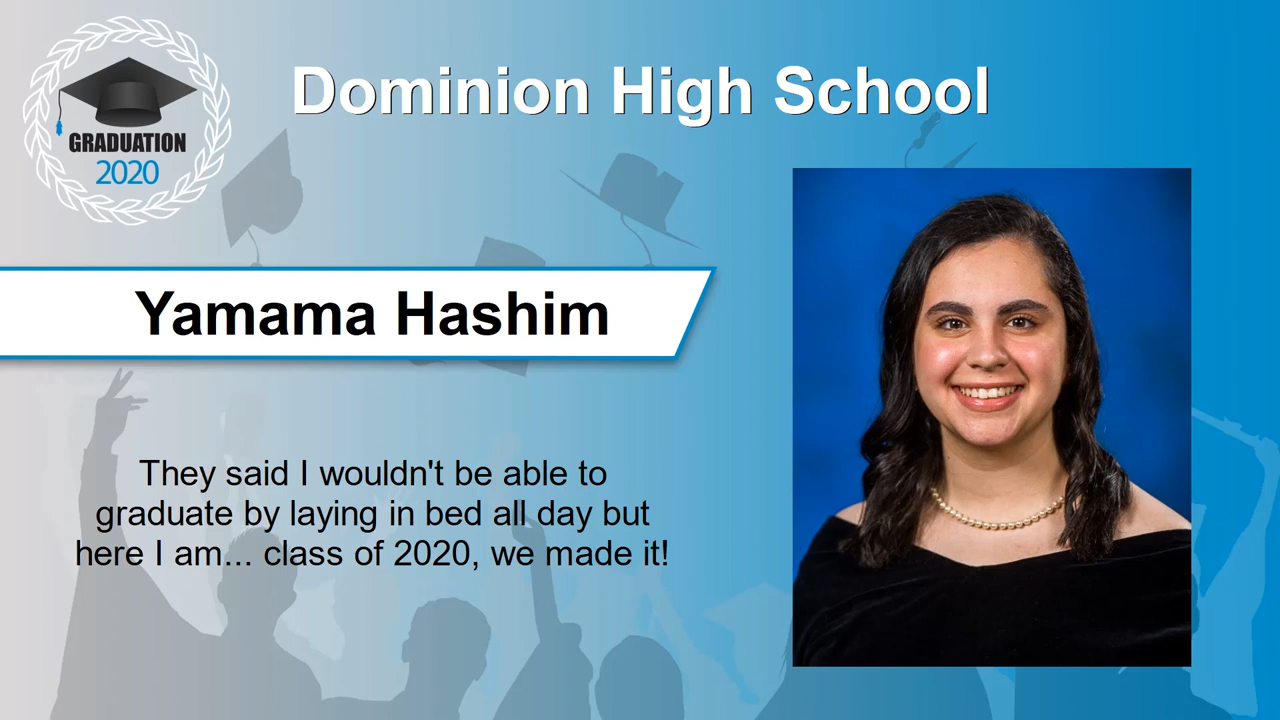 GRADUATION
2020
Dominion High School
Yamama Hashim
They said I wouldn't be able to
graduate by laying in bed all day but
here I am... class of 2020, we made it!